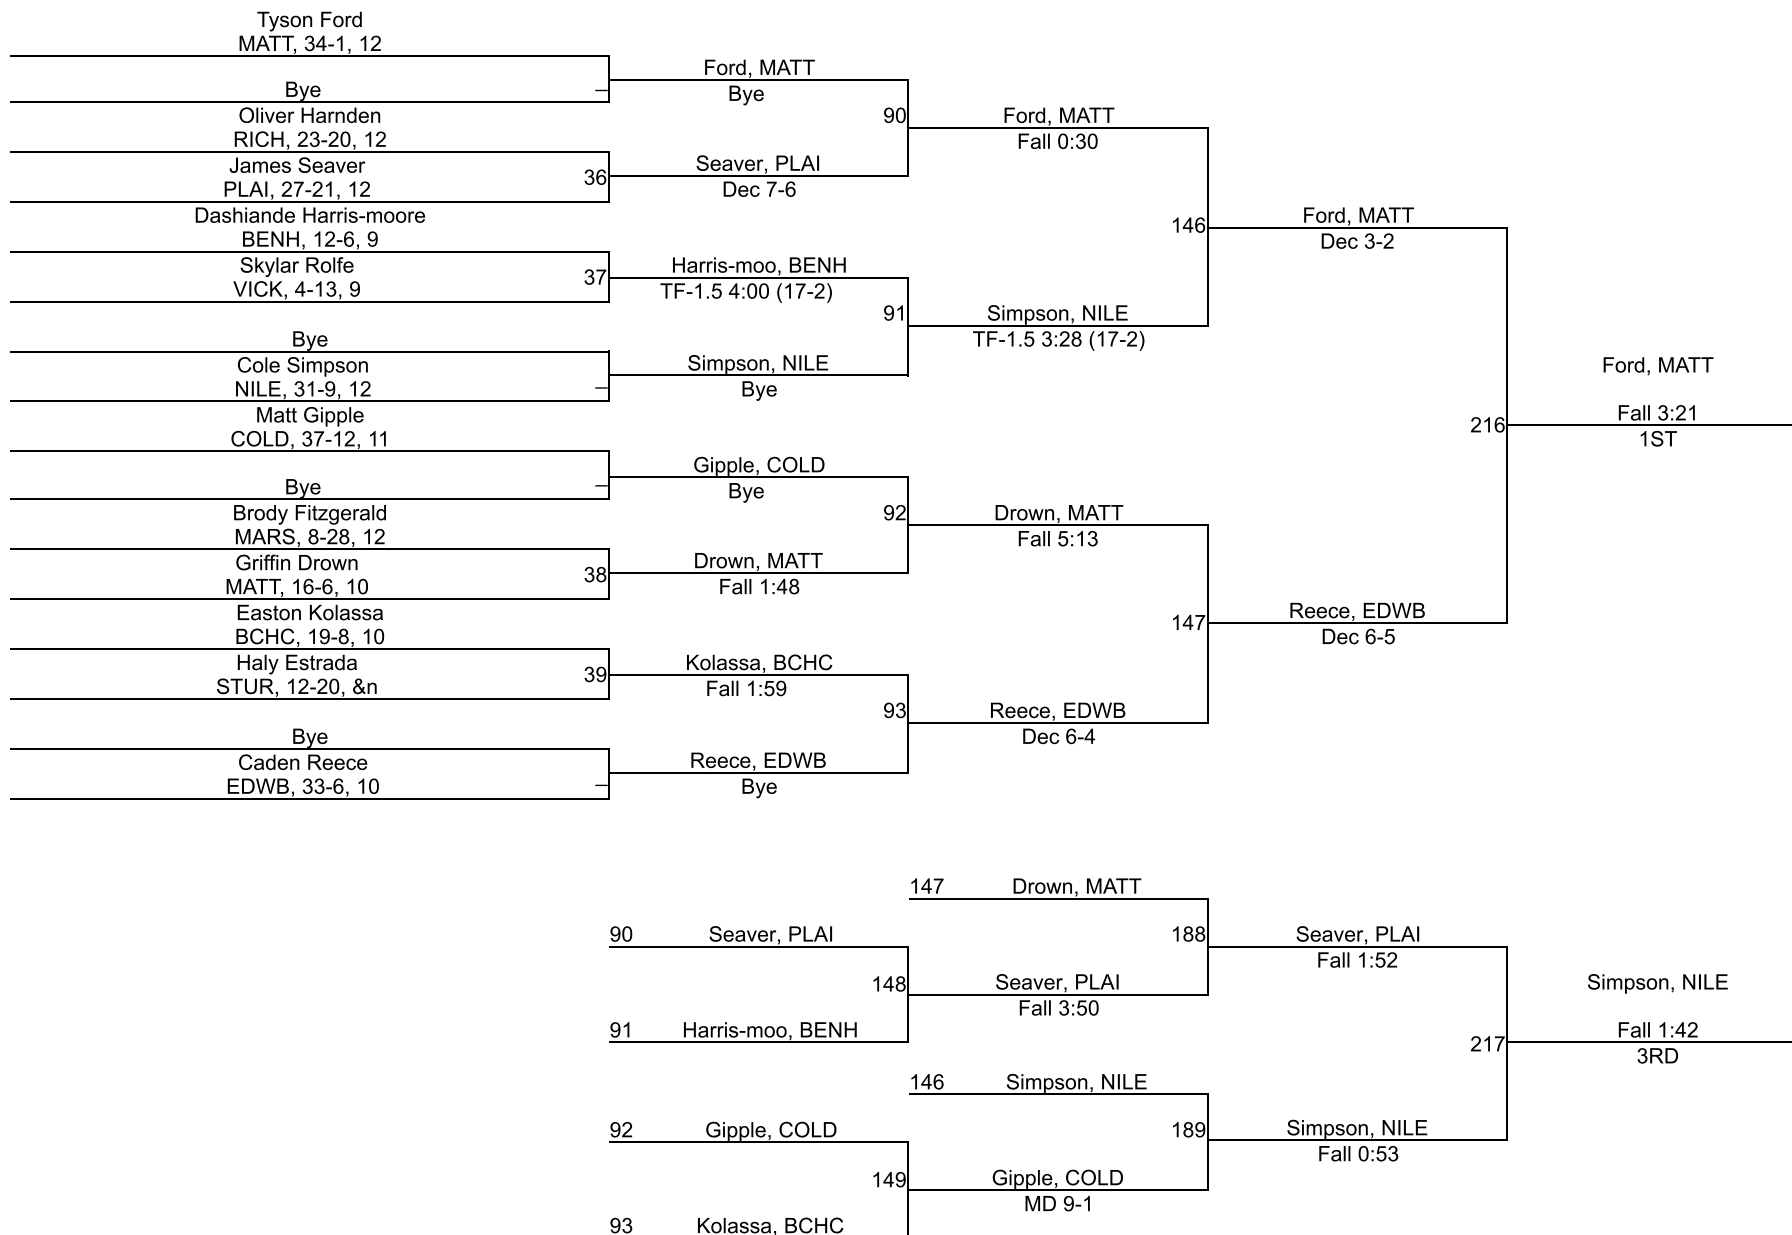 Tyson Ford
MATT, 34-1, 12
Bye
–
Oliver Harnden
RICH, 23-20, 12
James Seaver
PLAI, 27-21, 12
36
Dashiande Harris-moore
BENH, 12-6, 9
Skylar Rolfe
VICK, 4-13, 9
37
Bye
Cole Simpson
NILE, 31-9, 12
–
Matt Gipple
COLD, 37-12, 11
Bye
–
Brody Fitzgerald
MARS, 8-28, 12
Griffin Drown
MATT, 16-6, 10
38
Easton Kolassa
BCHC, 19-8, 10
Haly Estrada
STUR, 12-20, &n
39
Bye
Caden Reece
EDWB, 33-6, 10
–
Ford, MATT
Bye
90
Seaver, PLAI
Dec 7-6
Harris-moo, BENH
TF-1.5 4:00 (17-2)
91
Simpson, NILE
Bye
Gipple, COLD
Bye
92
Drown, MATT
Fall 1:48
Kolassa, BCHC
Fall 1:59
93
Reece, EDWB
Bye
Ford, MATT
Fall 0:30
146
Simpson, NILE
TF-1.5 3:28 (17-2)
Drown, MATT
Fall 5:13
147
Reece, EDWB
Dec 6-4
Ford, MATT
Dec 3-2
216
Reece, EDWB
Dec 6-5
Ford, MATT
Fall 3:21
1ST
147 Drown, MATT
90 Seaver, PLAI
188
148
Seaver, PLAI
Fall 3:50
91 Harris-moo, BENH
Seaver, PLAI
Fall 1:52
146 Simpson, NILE
92 Gipple, COLD
189
149
Gipple, COLD
MD 9-1
93 Kolassa, BCHC
Simpson, NILE
Fall 0:53
217
Simpson, NILE
Fall 1:42
3RD